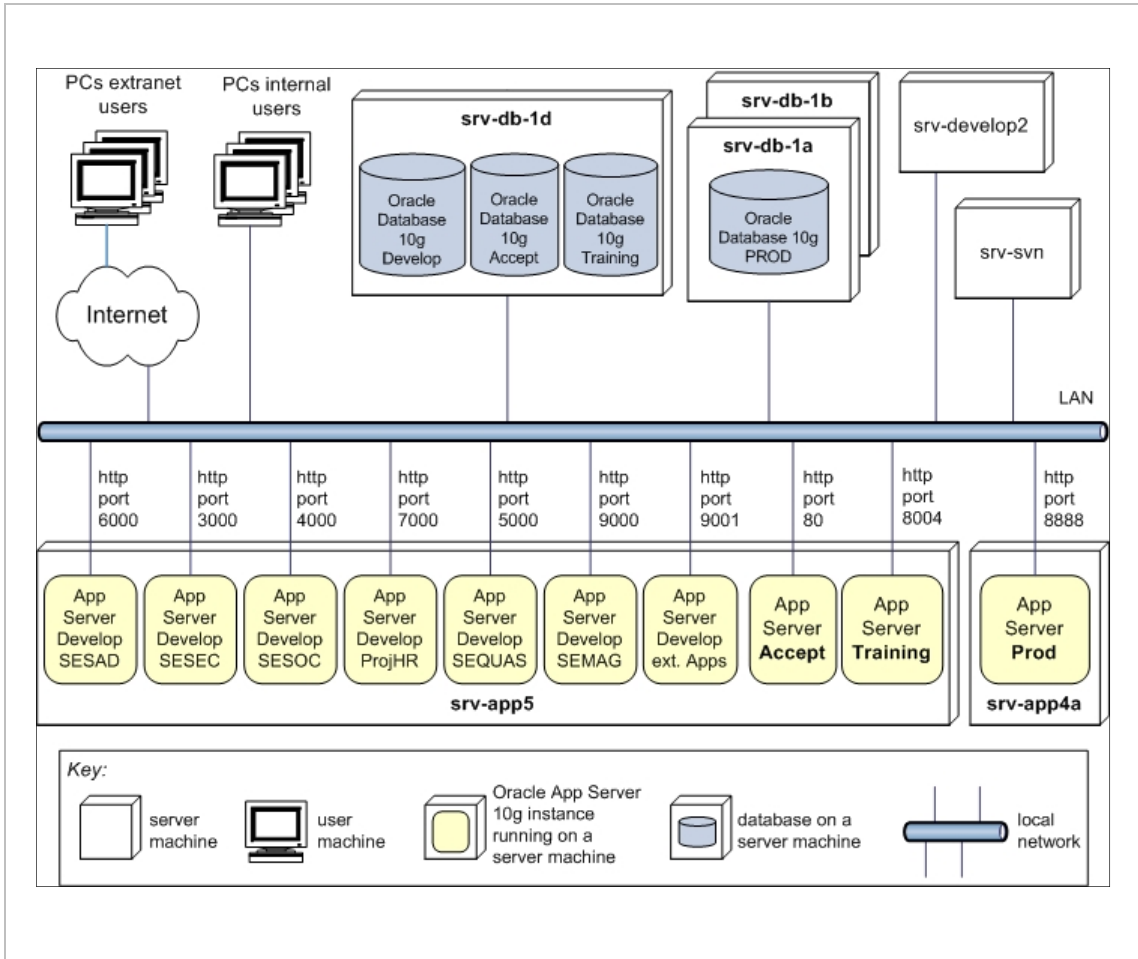 PCs extranet
users
PCs internal
users
srv-db-1d
Oracle
Database
10g
Develop
Oracle
Database
10g
Accept
Oracle
Database
10g
Training
srv-db-1b
srv-db-1a
Oracle
Database 10g
PROD
srv-develop2
srv-svn
Internet
LAN
http
port
6000
http
port
3000
http
port
4000
http
port
7000
http
port
5000
http
port
9000
http
port
9001
http
port
80
http
port
8004
http
port
8888
App
Server
Develop
SESAD
App
Server
Develop
SESEC
App
Server
Develop
SESOC
App
Server
Develop
ProjHR
App
Server
Develop
SEQUAS
App
Server
Develop
SEMAG
App
Server
Develop
ext. Apps
App
Server
Accept
App
Server
Training
App
Server
Prod
srv-app5
srv-app4a
Key:
server
machine
user
machine
Oracle App Server
10g instance
running on a
server machine
database on a
server machine
local
network